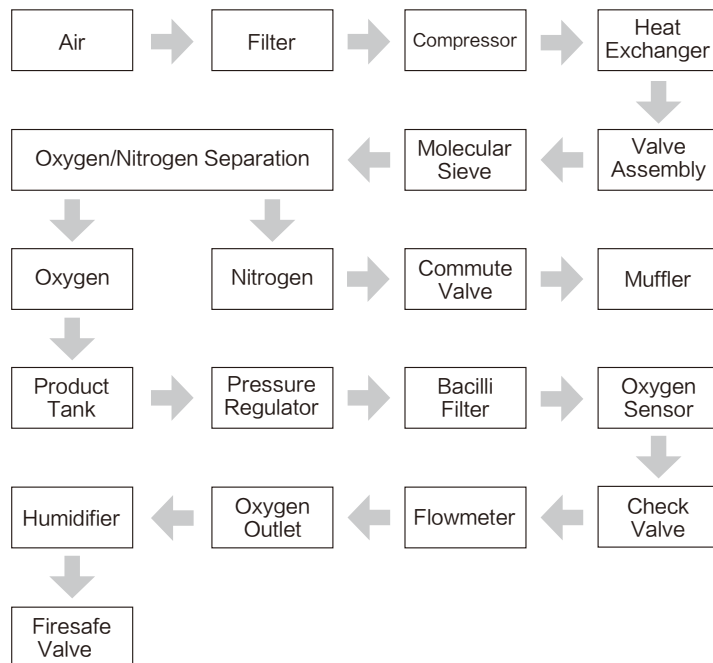 Air
Filter
Compressor
Heat
Exchanger
Oxygen/Nitrogen Separation
Molecular
Sieve
Valve
Assembly
Oxygen
Nitrogen
Commute
Valve
Muffler
Product
Tank
Pressure
Regulator
Bacilli
Filter
Oxygen
Sensor
Humidifier
Oxygen
Outlet
Flowmeter
Check
Valve
Firesafe
Valve